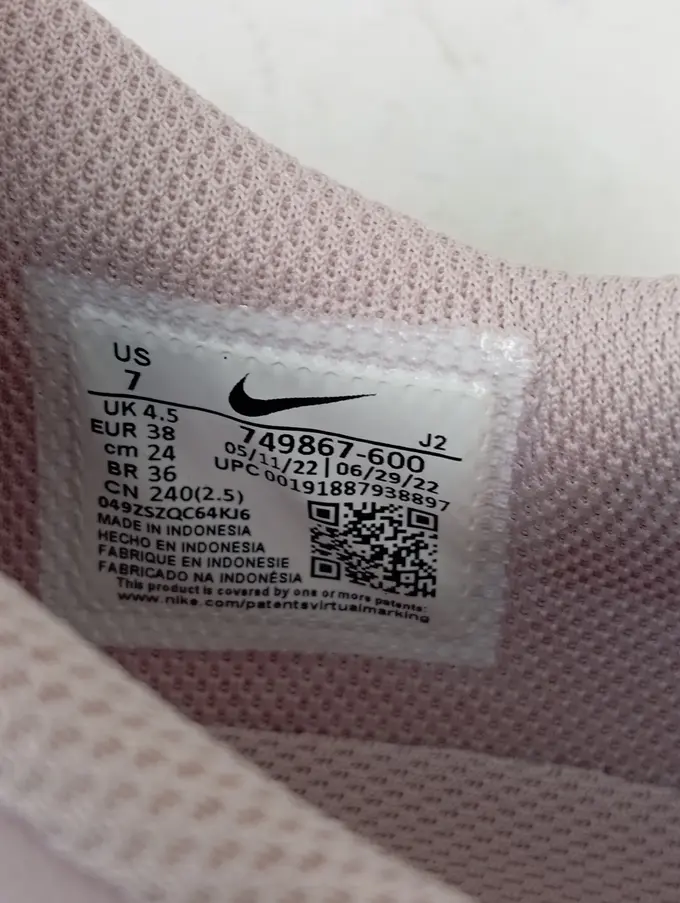 US
7
UK 4.5
EUR 38
cm 24
BR 36
CN 240(2.5)
J2
749867-600
05/11/22 | 06/29/22
UPC 00191887938897
049ZSZQC64KJ6
MADE IN INDONESIA
HECHO EN INDONESIA
FABRIQUE EN INDONESIE
FABRICADO NA INDONÉSIA
This product is covered by one or more patents:
www.nike.com/patentsvirtualmarking